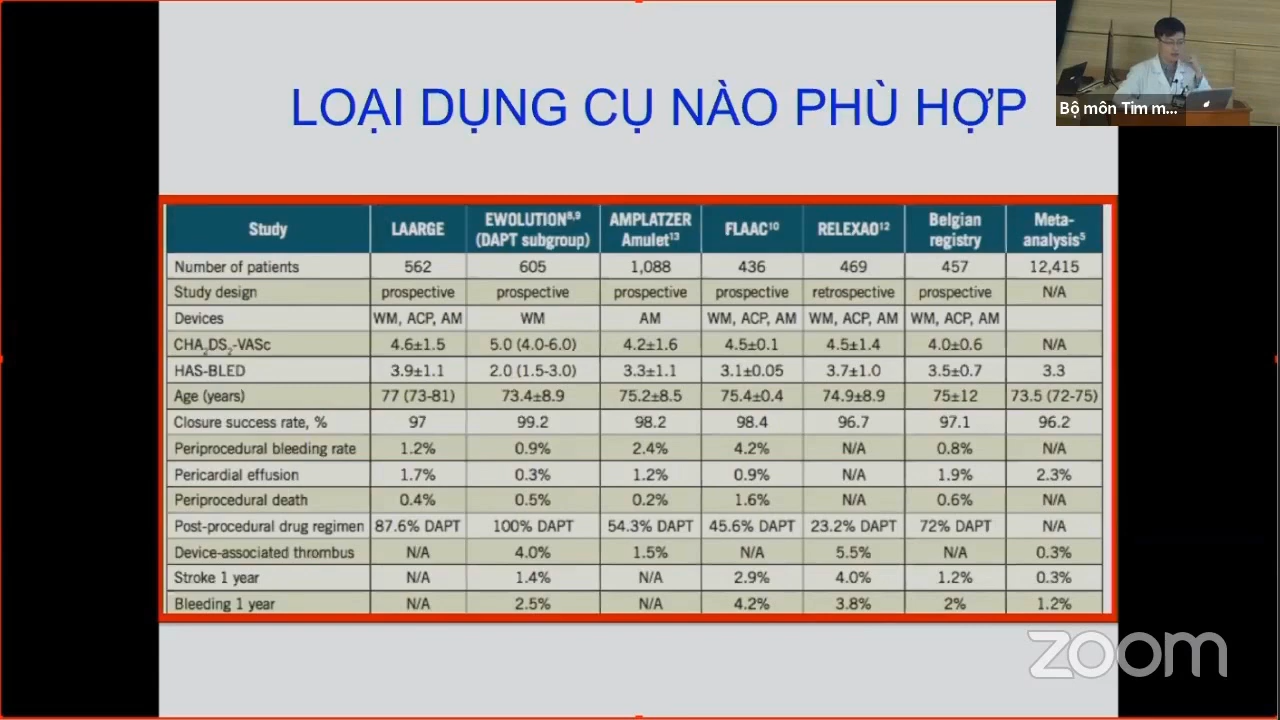 LOẠI DỤNG CỤ NÀO PHÙ HỢP
Bộ môn Tim m...
Study LAARGE EWOLUTION8,9 (DAPT subgroup) AMPLATZER Amulet13 FLAAC10 RELEXAO12 Belgian registry Meta-analysis5
Number of patients 562 605 1,088 436 469 457 12,415
Study design prospective prospective prospective prospective retrospective prospective N/A
Devices WM, ACP, AM WM AM WM, ACP, AM WM, ACP, AM WM, ACP, AM
CHA2DS2-VASc 4.6±1.5 5.0 (4.0-6.0) 4.2±1.6 4.5±0.1 4.5±1.4 4.0±0.6 N/A
HAS-BLED 3.9±1.1 2.0 (1.5-3.0) 3.3±1.1 3.1±0.05 3.7±1.0 3.5±0.7 3.3
Age (years) 77 (73-81) 73.4±8.9 75.2±8.5 75.4±0.4 74.9±8.9 75±12 73.5 (72-75)
Closure success rate, % 97 99.2 98.2 98.4 96.7 97.1 96.2
Periprocedural bleeding rate 1.2% 0.9% 2.4% 4.2% N/A 0.8% N/A
Pericardial effusion 1.7% 0.3% 1.2% 0.9% N/A 1.9% 2.3%
Periprocedural death 0.4% 0.5% 0.2% 1.6% N/A 0.6% N/A
Post-procedural drug regimen 87.6% DAPT 100% DAPT 54.3% DAPT 45.6% DAPT 23.2% DAPT 72% DAPT N/A
Device-associated thrombus N/A 4.0% 1.5% N/A 5.5% N/A 0.3%
Stroke 1 year N/A 1.4% N/A 2.9% 4.0% 1.2% 0.3%
Bleeding 1 year N/A 2.5% N/A 4.2% 3.8% 2% 1.2%
zoom